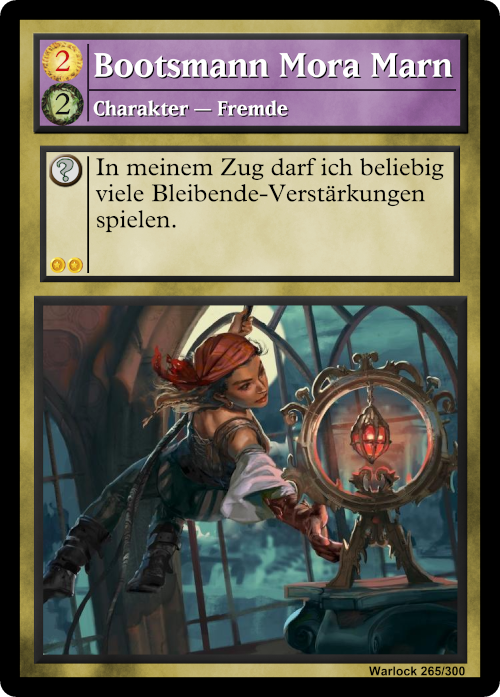 2
Bootsmann Mora Marn
2
Charakter — Fremde
?
In meinem Zug darf ich beliebig
viele Bleibende-Verstärkungen
spielen.
Warlock 265/300